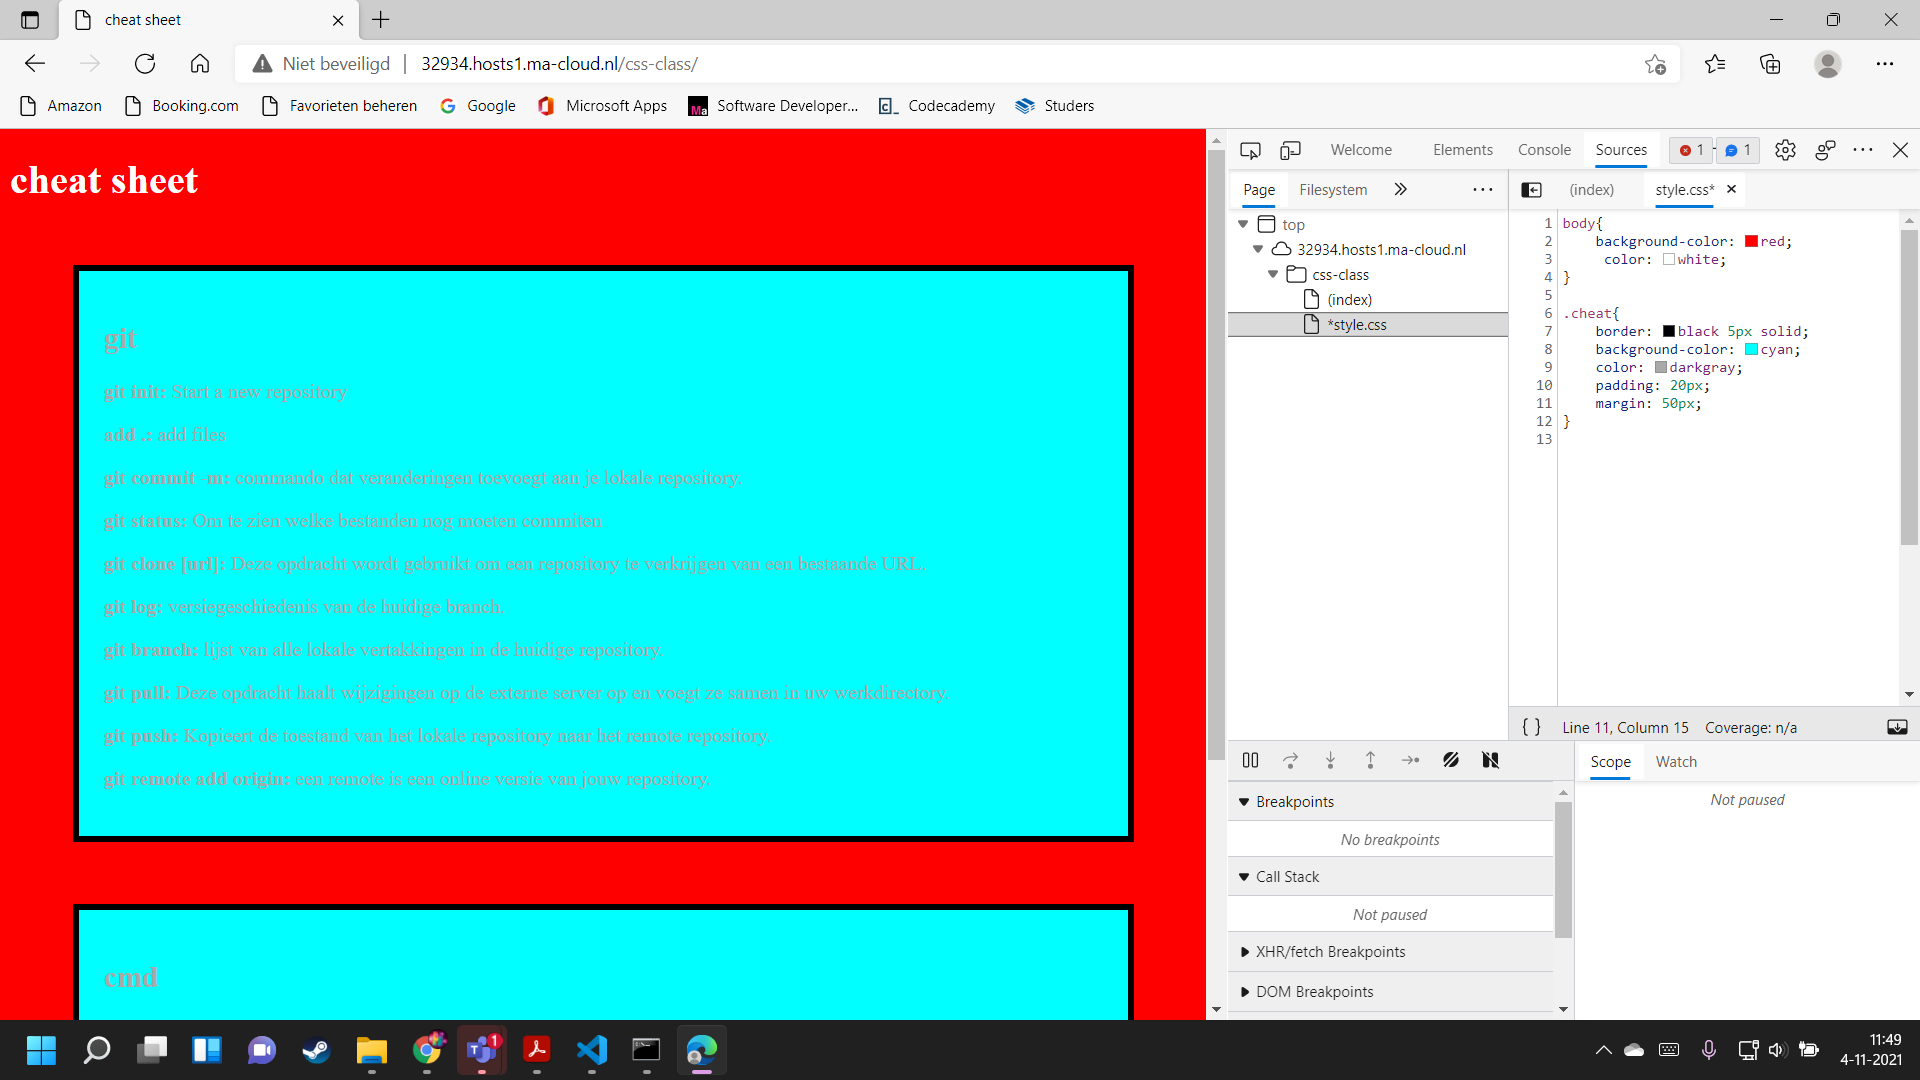 cheat sheet
Niet beveiligd | 32934.hosts1.ma-cloud.nl/css-class/
Amazon Booking.com Favorieten beheren Google Microsoft Apps Software Developer... Codecademy Studers
cheat sheet
git
git init: Start a new repository
add .: add files
git commit -m: commando dat veranderingen toevoegt aan je lokale repository.
git status: Om te zien welke bestanden nog moeten commiten
git clone [url]: Deze opdracht wordt gebruikt om een repository te verkrijgen van een bestaande URL.
git log: versiegeschiedenis van de huidige branch.
git branch: lijst van alle lokale vertakkingen in de huidige repository.
git pull: Deze opdracht haalt wijzigingen op de externe server op en voegt ze samen in uw werkdirectory.
git push: Kopieert de toestand van het lokale repository naar het remote repository.
git remote add origin: een remote is een online versie van jouw repository.
cmd
Welcome Elements Console Sources 1 1
Page Filesystem
top
32934.hosts1.ma-cloud.nl
css-class
(index)
*style.css
(index) style.css*
1 body{
2 background-color: red;
3 color: white;
4 }
5
6 .cheat{
7 border: black 5px solid;
8 background-color: cyan;
9 color: darkgray;
10 padding: 20px;
11 margin: 50px;
12 }
13
{ } Line 11, Column 15 Coverage: n/a
Breakpoints
No breakpoints
Call Stack
Not paused
XHR/fetch Breakpoints
DOM Breakpoints
Scope Watch
Not paused
1
11:49
4-11-2021